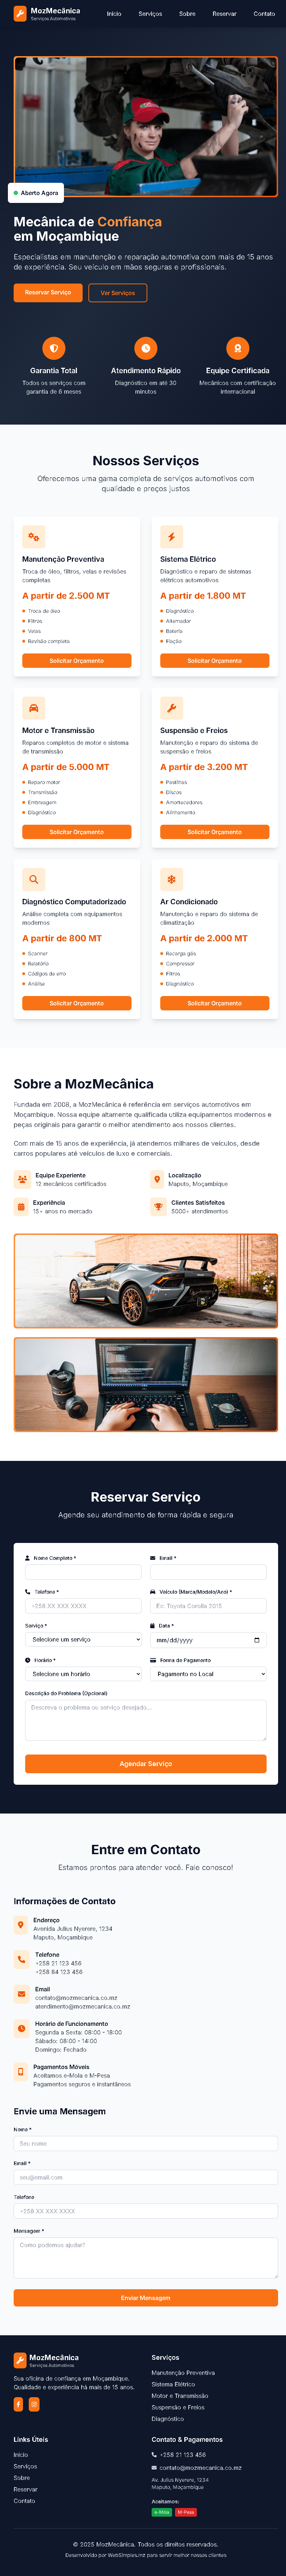 MozMecânica
Serviços Automotivos
Início
Serviços
Sobre
Reservar
Contato
Aberto Agora
Mecânica de Confiança
em Moçambique
Especialistas em manutenção e reparação automotiva com mais de 15 anos
de experiência. Seu veículo em mãos seguras e profissionais.
Reservar Serviço
Ver Serviços
Garantia Total
Todos os serviços com
garantia de 6 meses
Atendimento Rápido
Diagnóstico em até 30
minutos
Equipe Certificada
Mecânicos com certificação
internacional
Nossos Serviços
Oferecemos uma gama completa de serviços automotivos com
qualidade e preços justos
Manutenção Preventiva
Troca de óleo, filtros, velas e revisões
completas
A partir de 2.500 MT
Troca de óleo
Filtros
Velas
Revisão completa
Solicitar Orçamento
Sistema Elétrico
Diagnóstico e reparo de sistemas
elétricos automotivos
A partir de 1.800 MT
Diagnóstico
Alternador
Bateria
Fiação
Solicitar Orçamento
Motor e Transmissão
Reparos completos de motor e sistema
de transmissão
A partir de 5.000 MT
Reparo motor
Transmissão
Embreagem
Diagnóstico
Solicitar Orçamento
Suspensão e Freios
Manutenção e reparo do sistema de
suspensão e freios
A partir de 3.200 MT
Pastilhas
Discos
Amortecedores
Alinhamento
Solicitar Orçamento
Diagnóstico Computadorizado
Análise completa com equipamentos
modernos
A partir de 800 MT
Scanner
Relatório
Códigos de erro
Análise
Solicitar Orçamento
Ar Condicionado
Manutenção e reparo do sistema de
climatização
A partir de 2.000 MT
Recarga gás
Compressor
Filtros
Diagnóstico
Solicitar Orçamento
Sobre a MozMecânica
Fundada em 2008, a MozMecânica é referência em serviços automotivos em
Moçambique. Nossa equipe altamente qualificada utiliza equipamentos modernos e
peças originais para garantir o melhor atendimento aos nossos clientes.
Com mais de 15 anos de experiência, já atendemos milhares de veículos, desde
carros populares até veículos de luxo e comerciais.
Equipe Experiente
12 mecânicos certificados
Localização
Maputo, Moçambique
Experiência
15+ anos no mercado
Clientes Satisfeitos
5000+ atendimentos
Reservar Serviço
Agende seu atendimento de forma rápida e segura
Nome Completo *
Email *
Telefone *
+258 XX XXX XXXX
Veículo (Marca/Modelo/Ano) *
Ex: Toyota Corolla 2015
Serviço *
Selecione um serviço
Data *
mm/dd/yyyy
Horário *
Selecione um horário
Forma de Pagamento
Pagamento no Local
Descrição do Problema (Opcional)
Descreva o problema ou serviço desejado...
Agendar Serviço
Entre em Contato
Estamos prontos para atender você. Fale conosco!
Informações de Contato
Endereço
Avenida Julius Nyerere, 1234
Maputo, Moçambique
Telefone
+258 21 123 456
+258 84 123 456
Email
contato@mozmecanica.co.mz
atendimento@mozmecanica.co.mz
Horário de Funcionamento
Segunda a Sexta: 08:00 - 18:00
Sábado: 08:00 - 14:00
Domingo: Fechado
Pagamentos Móveis
Aceitamos e-Mola e M-Pesa
Pagamentos seguros e instantâneos
Envie uma Mensagem
Nome *
Seu nome
Email *
seu@email.com
Telefone
+258 XX XXX XXXX
Mensagem *
Como podemos ajudar?
Enviar Mensagem
MozMecânica
Serviços Automotivos
Sua oficina de confiança em Moçambique.
Qualidade e experiência há mais de 15 anos.
Serviços
Manutenção Preventiva
Sistema Elétrico
Motor e Transmissão
Suspensão e Freios
Diagnóstico
Links Úteis
Início
Serviços
Sobre
Reservar
Contato
Contato & Pagamentos
+258 21 123 456
contato@mozmecanica.co.mz
Av. Julius Nyerere, 1234
Maputo, Moçambique
Aceitamos:
e-Mola
M-Pesa
© 2025 MozMecânica. Todos os direitos reservados.
Desenvolvido por WebSimples.mz para servir melhor nossos clientes